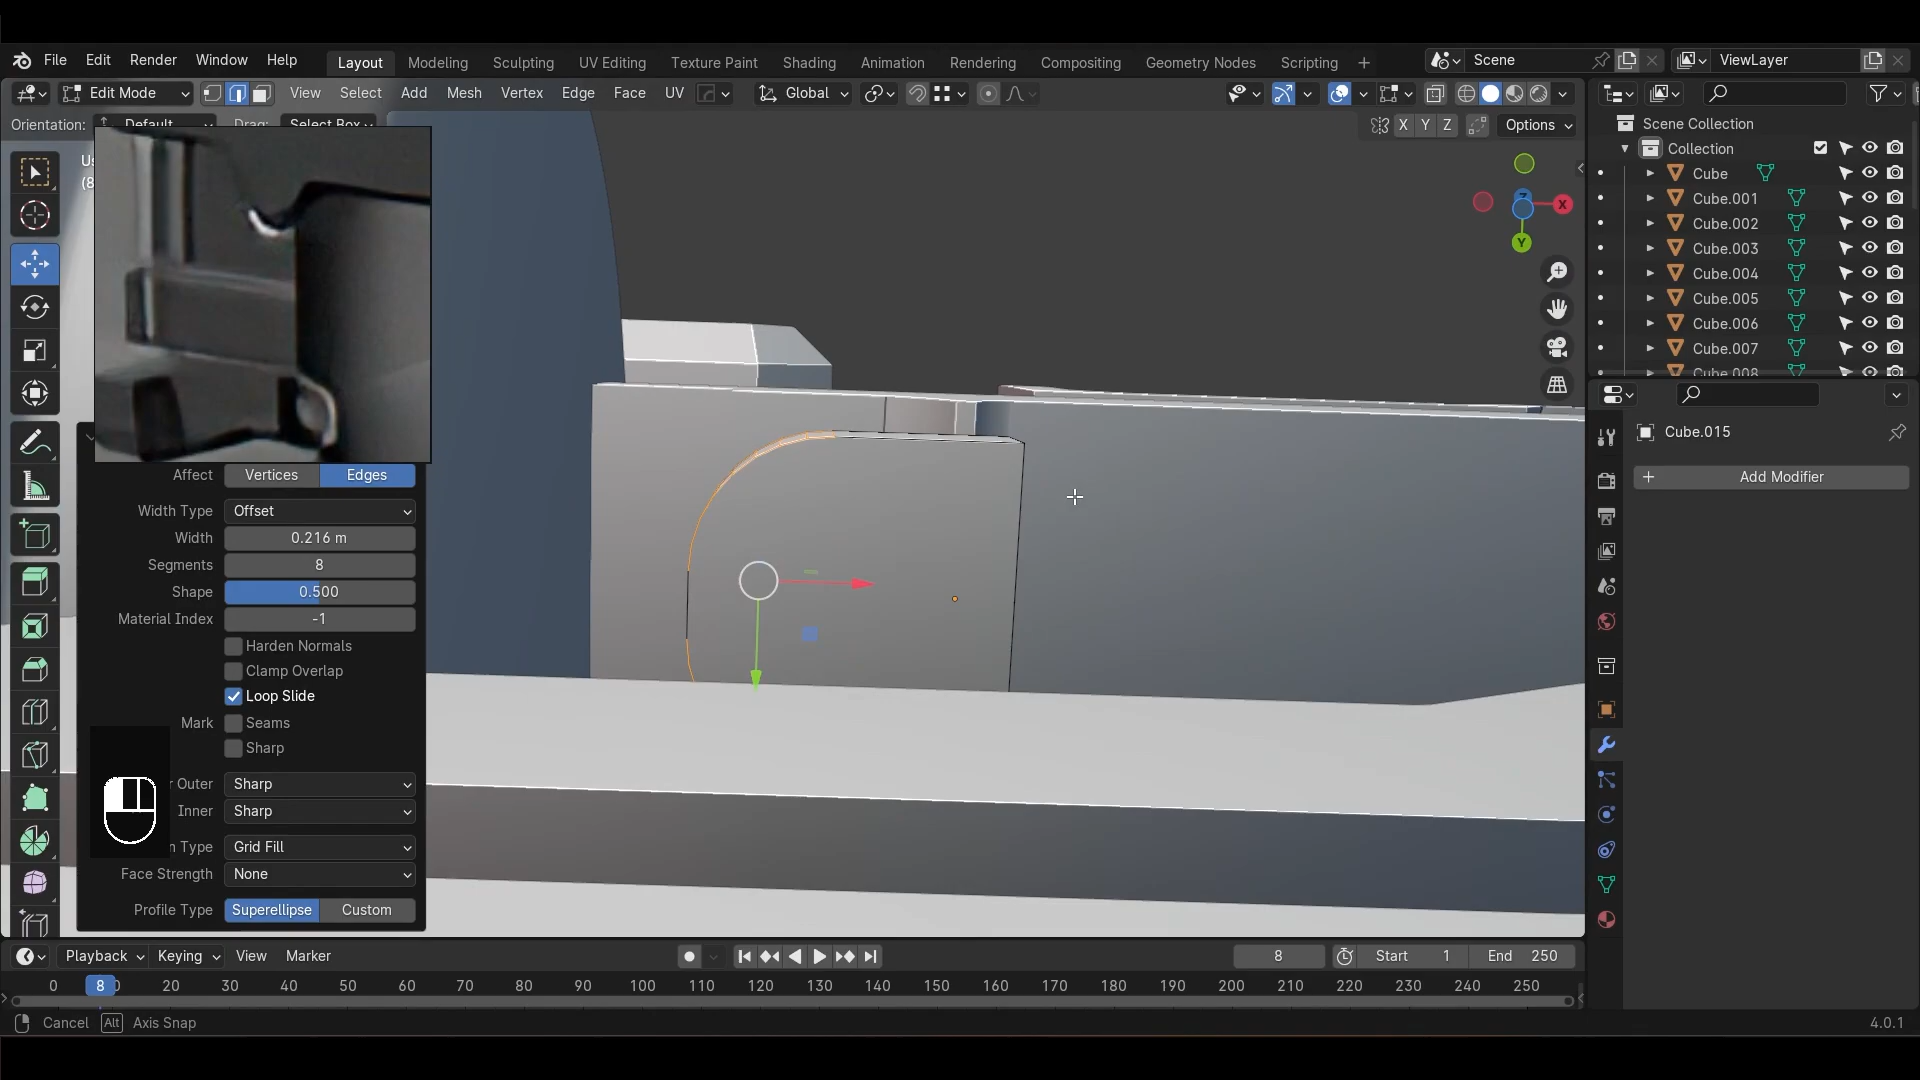 File Edit Render Window Help Layout Modeling Sculpting UV Editing Texture Paint Shading Animation Rendering Compositing Geometry Nodes Scripting + Scene ViewLayer
Edit Mode View Select Add Mesh Vertex Edge Face UV Global
Orientation: Default Drag: Select Box X Y Z Options
Scene Collection
Collection
Cube
Cube.001
Cube.002
Cube.003
Cube.004
Cube.005
Cube.006
Cube.007
Cube.008
Z X
Y
Cube.015
+ Add Modifier
Affect Vertices Edges
Width Type Offset
Width 0.216 m
Segments 8
Shape 0.500
Material Index -1
Harden Normals
Clamp Overlap
Loop Slide
Mark Seams
Sharp
r Outer Sharp
Inner Sharp
n Type Grid Fill
Face Strength None
Profile Type Superellipse Custom
Playback Keying View Marker 8 Start 1 End 250
0 8 20 30 40 50 60 70 80 90 100 110 120 130 140 150 160 170 180 190 200 210 220 230 240 250
Cancel Alt Axis Snap 4.0.1